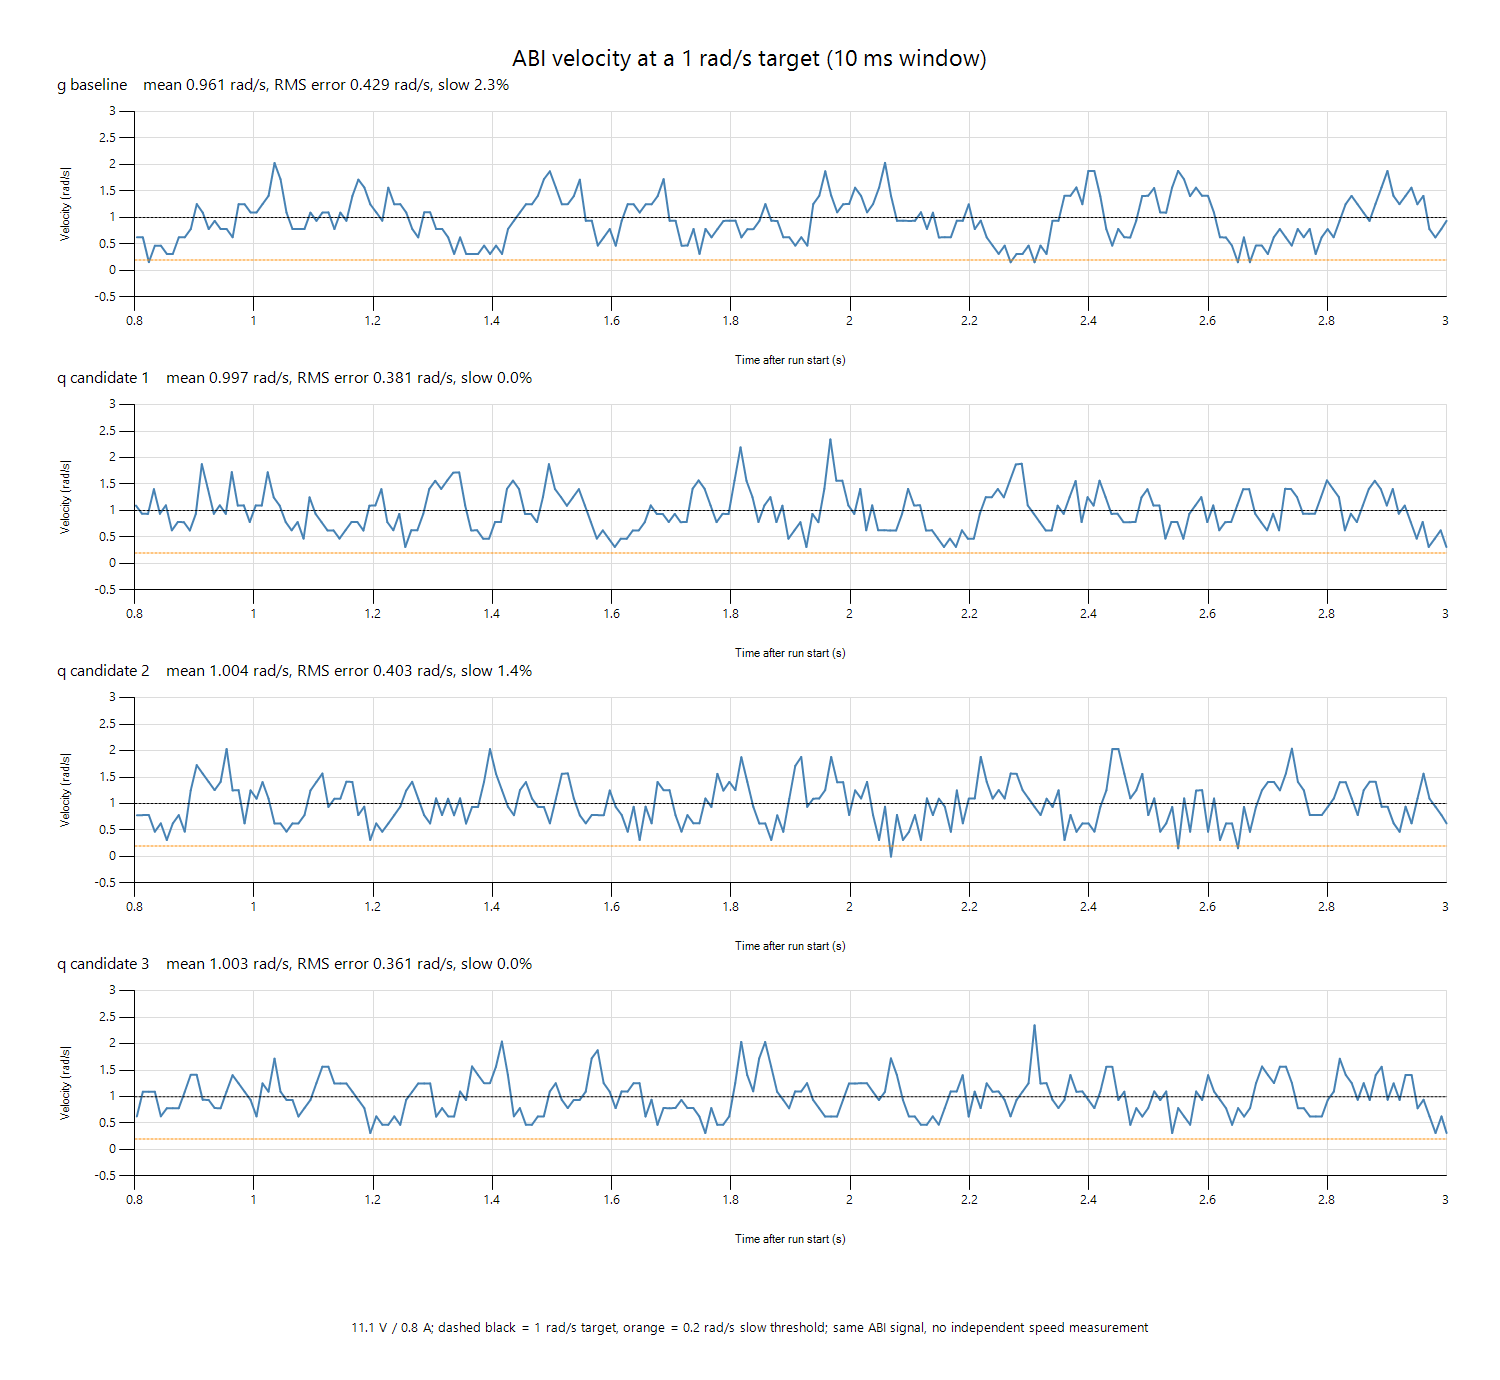 ABI velocity at a 1 rad/s target (10 ms window)
g baseline    mean 0.961 rad/s, RMS error 0.429 rad/s, slow 2.3%
Velocity (rad/s|
3
2.5
2
1.5
1
0.5
0
-0.5
0.8 1 1.2 1.4 1.6 1.8 2 2.2 2.4 2.6 2.8 3
Time after run start (s)
q candidate 1    mean 0.997 rad/s, RMS error 0.381 rad/s, slow 0.0%
Velocity (rad/s|
3
2.5
2
1.5
1
0.5
0
-0.5
0.8 1 1.2 1.4 1.6 1.8 2 2.2 2.4 2.6 2.8 3
Time after run start (s)
q candidate 2    mean 1.004 rad/s, RMS error 0.403 rad/s, slow 1.4%
Velocity (rad/s|
3
2.5
2
1.5
1
0.5
0
-0.5
0.8 1 1.2 1.4 1.6 1.8 2 2.2 2.4 2.6 2.8 3
Time after run start (s)
q candidate 3    mean 1.003 rad/s, RMS error 0.361 rad/s, slow 0.0%
Velocity (rad/s|
3
2.5
2
1.5
1
0.5
0
-0.5
0.8 1 1.2 1.4 1.6 1.8 2 2.2 2.4 2.6 2.8 3
Time after run start (s)
11.1 V / 0.8 A; dashed black = 1 rad/s target, orange = 0.2 rad/s slow threshold; same ABI signal, no independent speed measurement